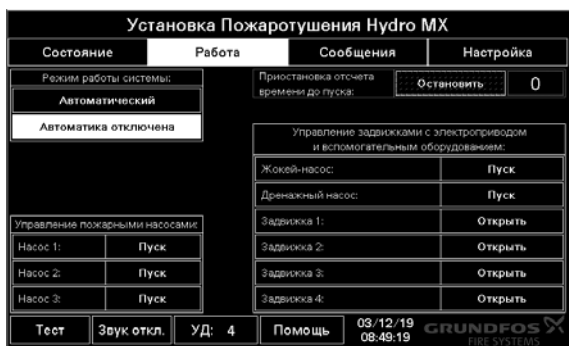 Установка Пожаротушения Hydro MX
Состояние Работа Сообщения Настройка
Режим работы системы:
Автоматический
Автоматика отключена
Приостановка отсчета
времени до пуска:
Остановить 0
Управление задвижками с электроприводом
и вспомогательным оборудованием:
Жокей-насос: Пуск
Дренажный насос: Пуск
Задвижка 1: Открыть
Задвижка 2: Открыть
Задвижка 3: Открыть
Задвижка 4: Открыть
Управление пожарными насосами:
Насос 1: Пуск
Насос 2: Пуск
Насос 3: Пуск
Тест Звук откл. УД: 4 Помощь 03/12/19
08:49:19
GRUNDFOS
FIRE SYSTEMS